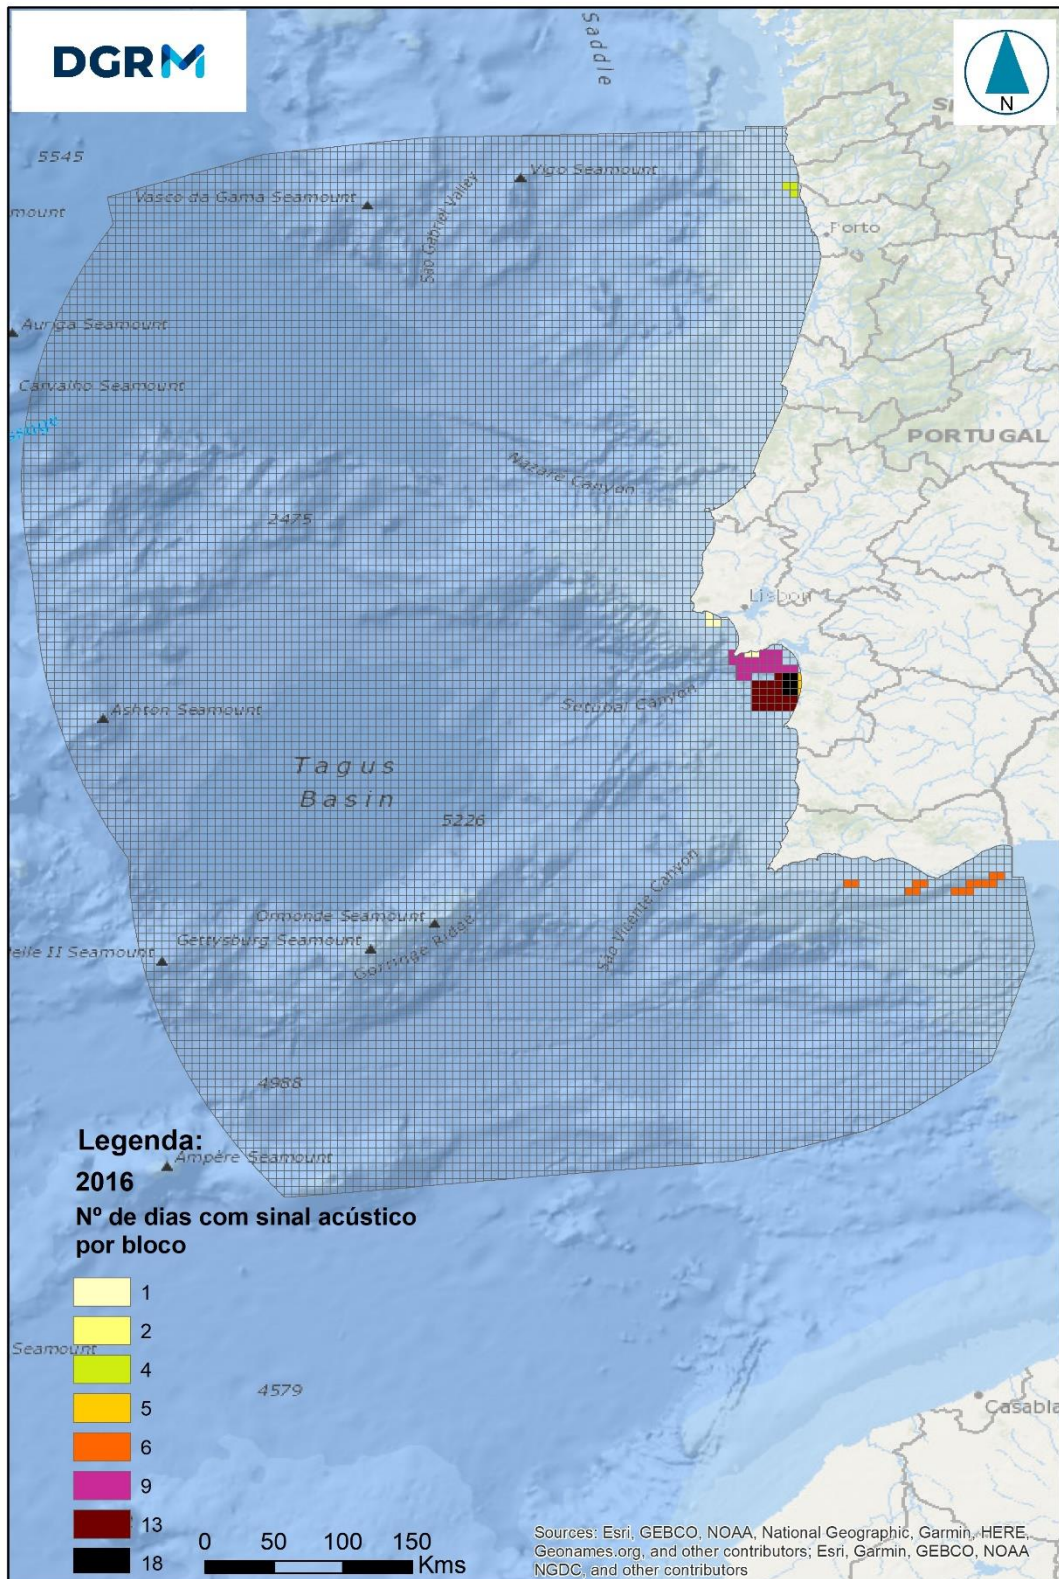 DGRM
Saddle
N
5545
Vigo Seamount
Vasco da Gama Seamount
São Gabriel Valley
Porto
mount
Auriga Seamount
Carvalho Seamount
ssage
PORTUGAL
Nazare Canyon
2475
Lisbon
Setubal Canyon
Ashton Seamount
Tagus
Basin
5226
São Vicente Canyon
Ormonde Seamount
Gettysburg Seamount
Gorringe Ridge
elle II Seamount
4988
Legenda:
Ampère Seamount
2016
Nº de dias com sinal acústico
por bloco
1
2
4
5
6
9
13
18
Seamount
4579
Casabla
0 50 100 150
Kms
Sources: Esri, GEBCO, NOAA, National Geographic, Garmin, HERE,
Geonames.org, and other contributors; Esri, Garmin, GEBCO, NOAA
NGDC, and other contributors